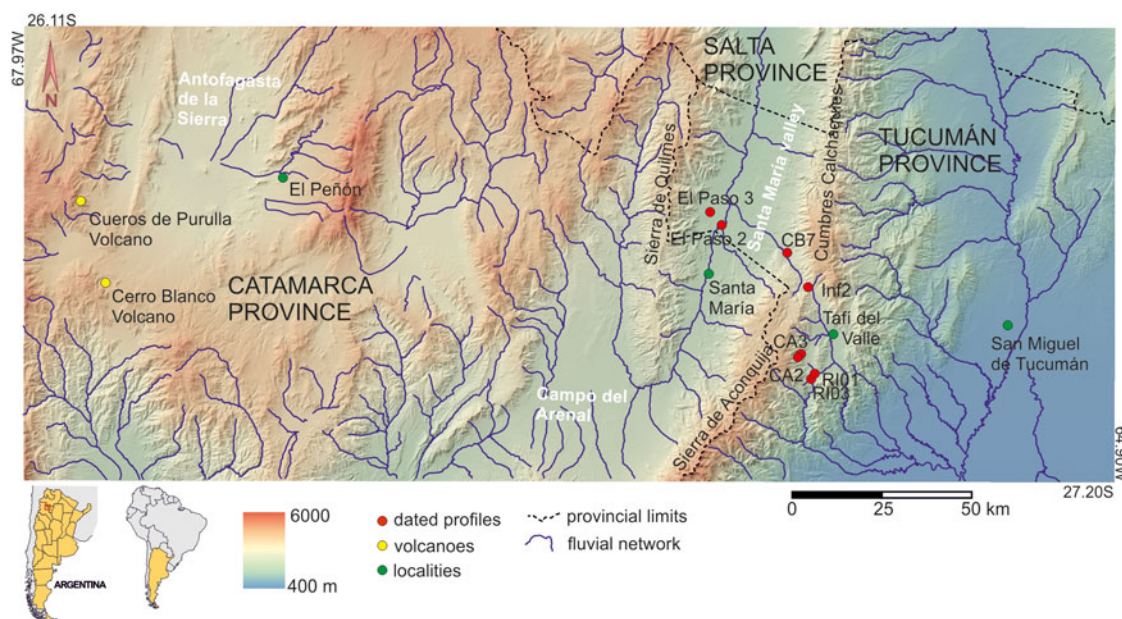 26.11S
67.97W
N
Antofagasta
de la
Sierra
El Peñón
Cueros de Purulla
Volcano
Cerro Blanco
Volcano
CATAMARCA
PROVINCE
SALTA
PROVINCE
Sierra de Quilmes
Santa María valley
Cumbres Calchaquíes
TUCUMÁN
PROVINCE
El Paso 3
El Paso 2
CB7
Santa
María
Inf2
Tafí del
Valle
CA3
CA2
RI01
RI03
San Miguel
de Tucumán
Campo del
Arenal
Sierra de Aconquija
64.90W
27.20S
ARGENTINA
6000
400 m
dated profiles
volcanoes
localities
provincial limits
fluvial network
0 25 50 km